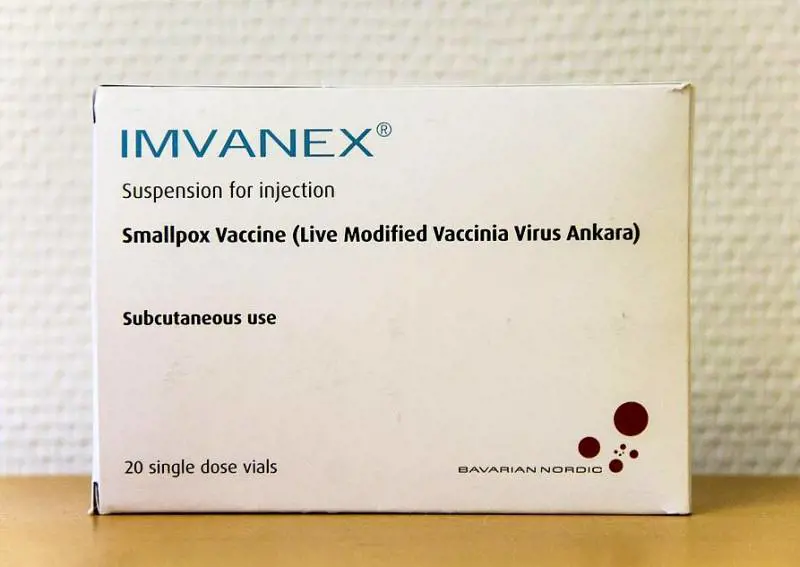 IMVANEX®
Suspension for injection
Smallpox Vaccine (Live Modified Vaccinia Virus Ankara)
Subcutaneous use
20 single dose vials
BAVARIAN NORDIC